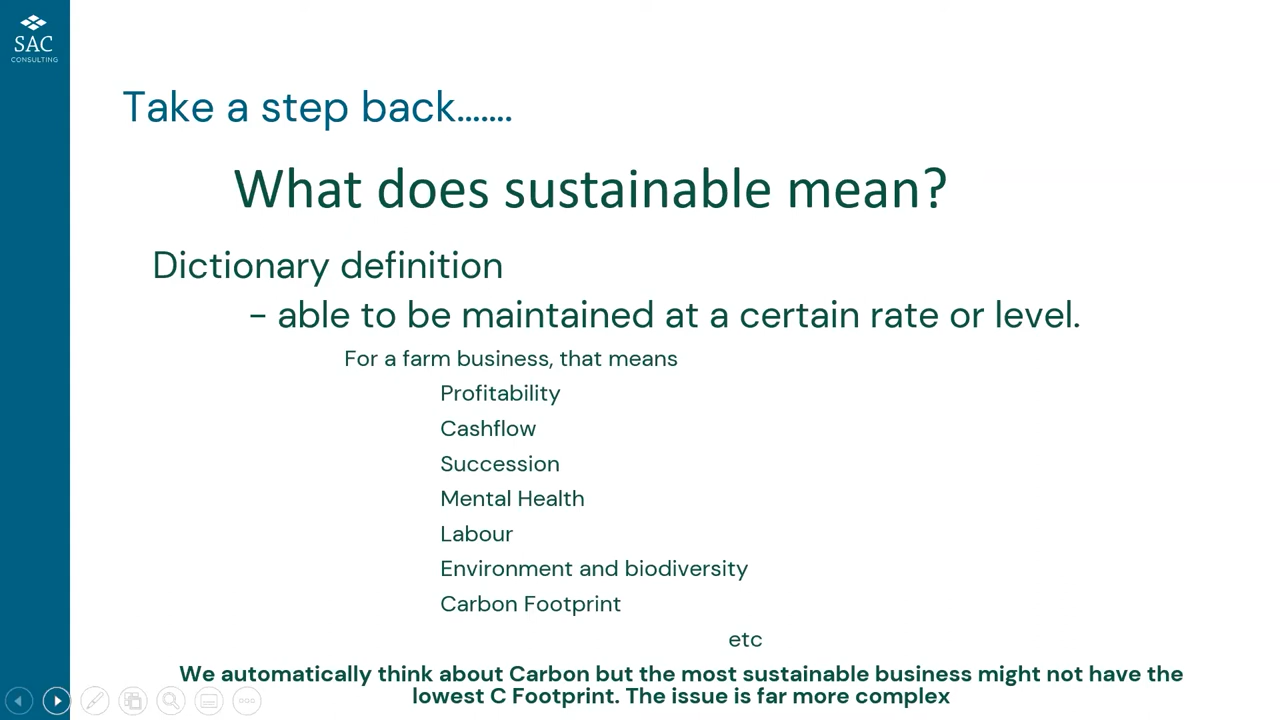 SAC
CONSULTING
Take a step back.......
What does sustainable mean?
Dictionary definition
- able to be maintained at a certain rate or level.
For a farm business, that means
Profitability
Cashflow
Succession
Mental Health
Labour
Environment and biodiversity
Carbon Footprint
etc
We automatically think about Carbon but the most sustainable business might not have the
lowest C Footprint. The issue is far more complex